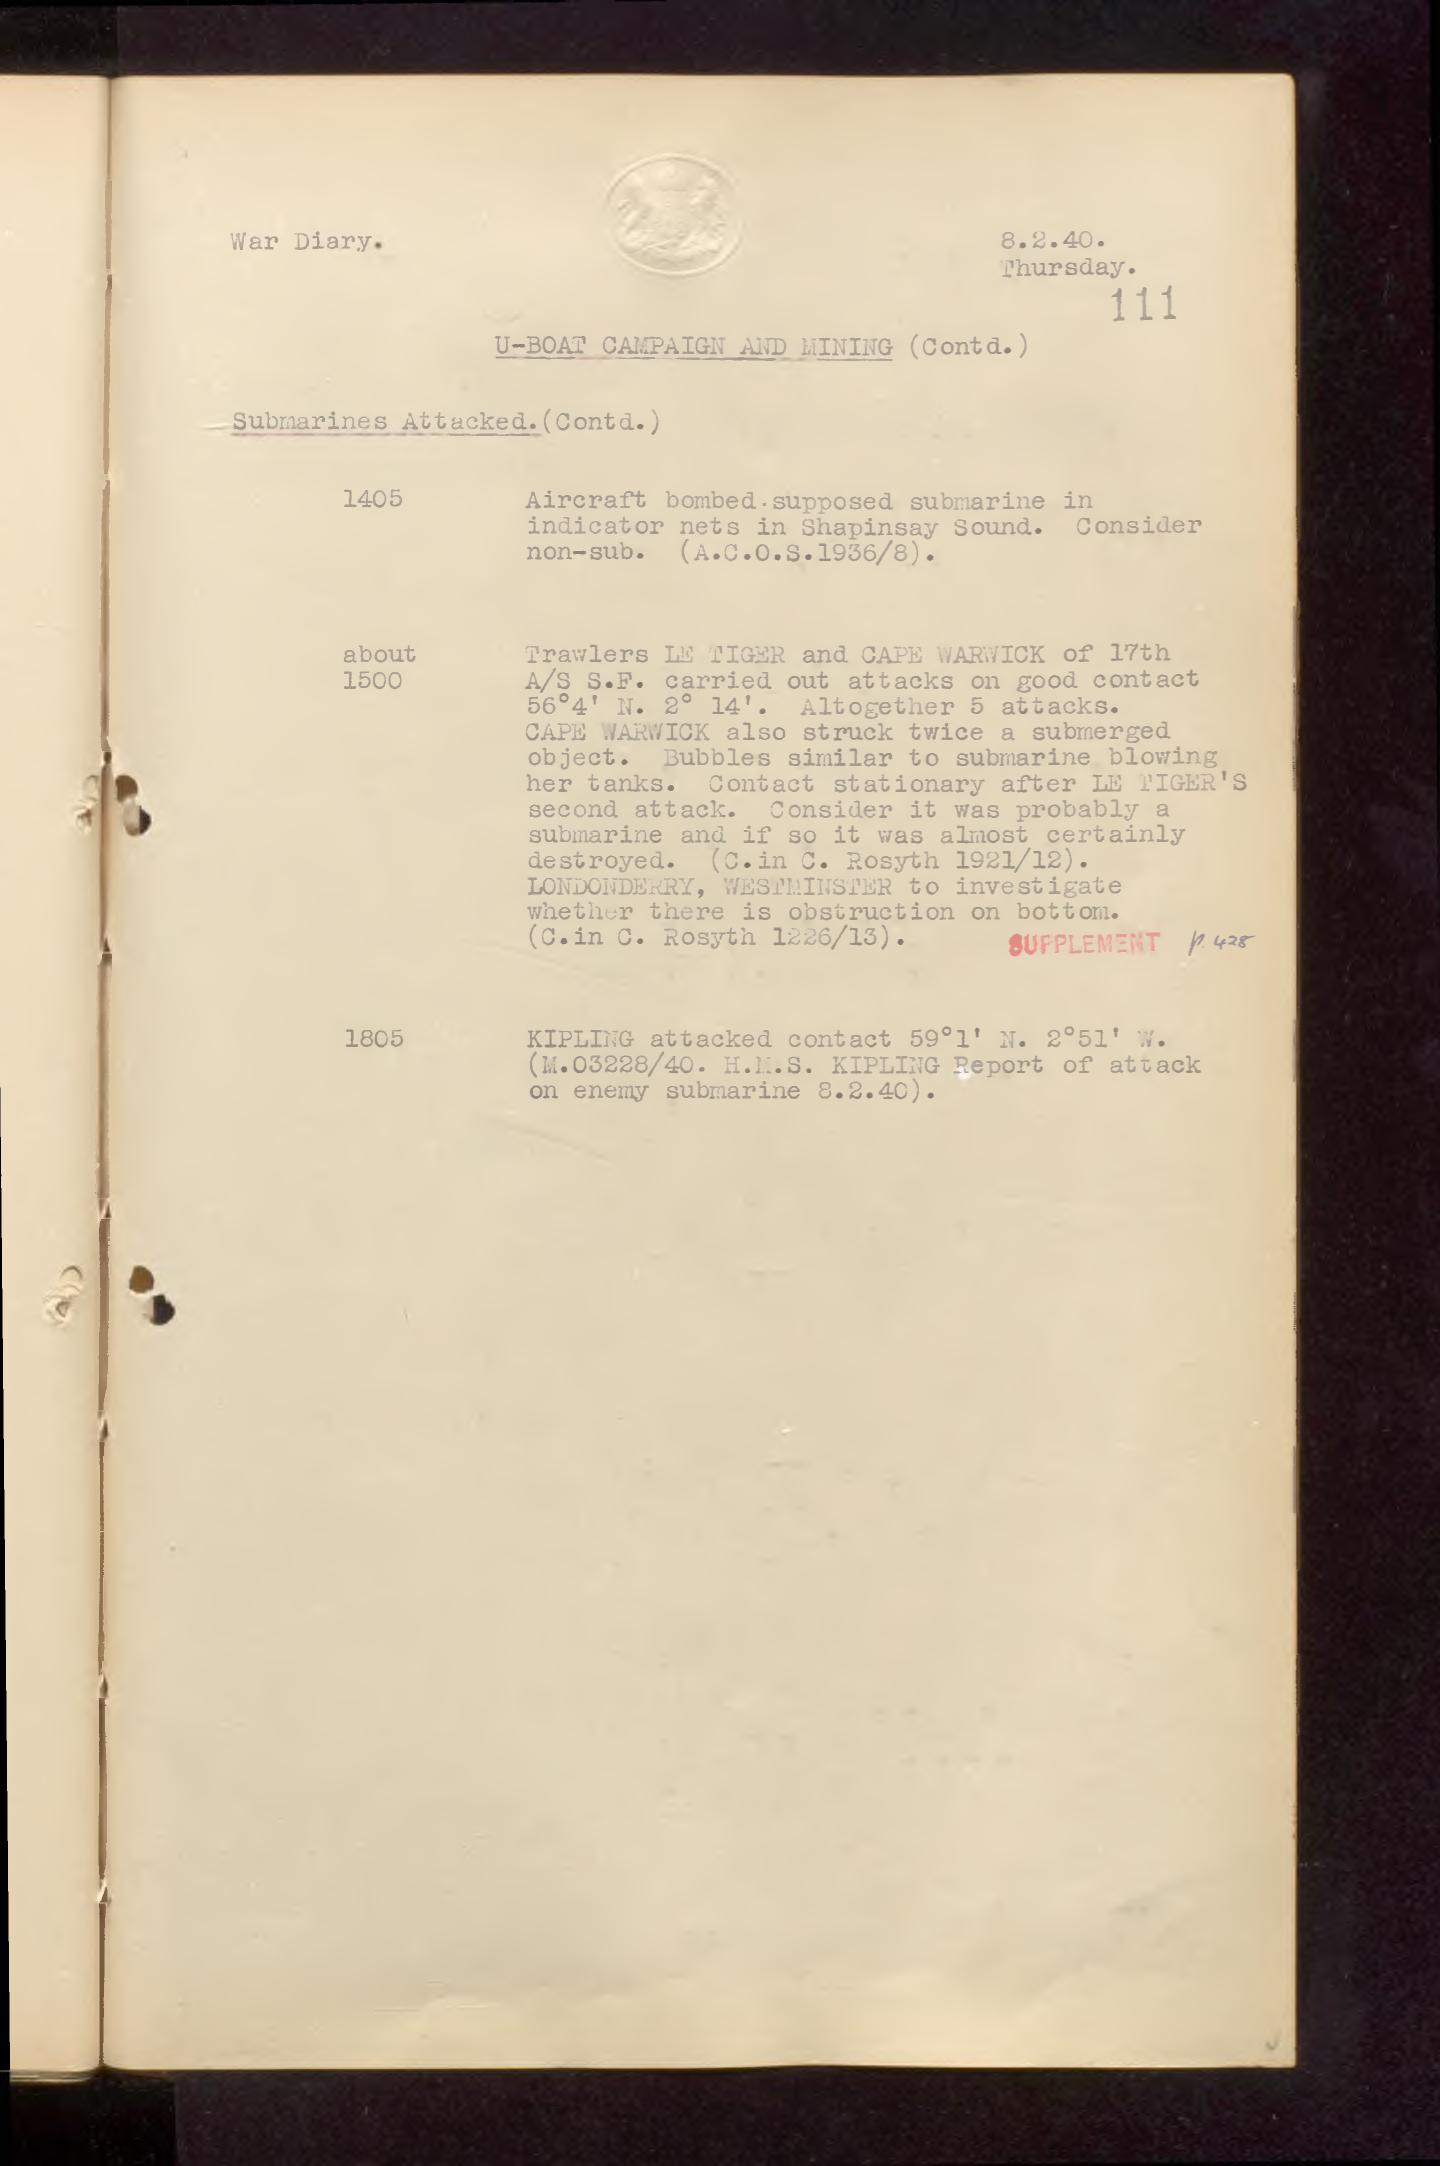 War Diary.
8.2.40.
Thursday.
111
U-BOAT CAMPAIGN AND MINING (Contd.)
Submarines Attacked.(Contd.)
1405
Aircraft bombed supposed submarine in
indicator nets in Shapinsay Sound. Consider
non-sub. (A.C.O.S.1936/8).
about
1500
Trawlers LE TIGER and CAPE WARWICK of 17th
A/S S.F. carried out attacks on good contact
56°4' N. 2° 14'. Altogether 5 attacks.
CAPE WARWICK also struck twice a submerged
object. Bubbles similar to submarine blowing
her tanks. Contact stationary after LE TIGER'S
second attack. Consider it was probably a
submarine and if so it was almost certainly
destroyed. (C.in C. Rosyth 1921/12).
LONDONDERRY, WESTMINSTER to investigate
whether there is obstruction on bottom.
(C.in C. Rosyth 1226/13).
SUPPLEMENT p. 428
1805
KIPLING attacked contact 59°1' N. 2°51' W.
(M.03228/40. H.M.S. KIPLING Report of attack
on enemy submarine 8.2.40).